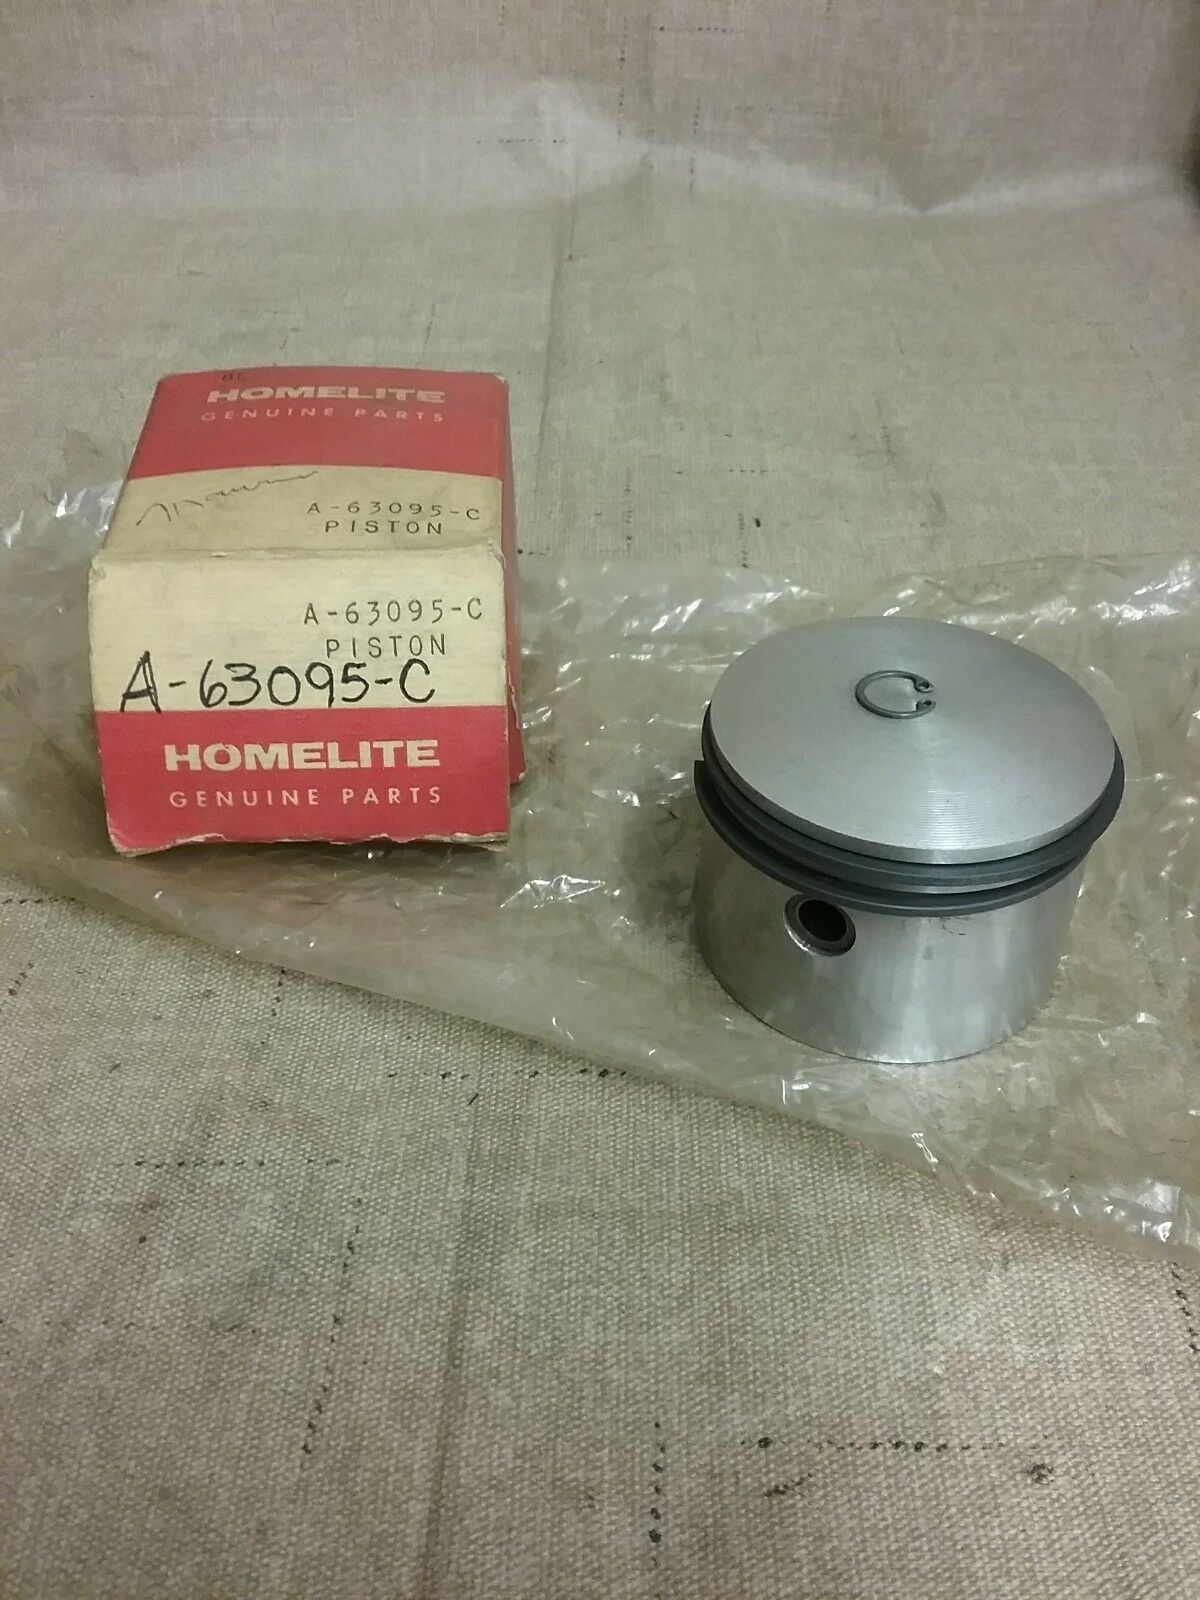 HOMELITE
GENUINE PARTS
A-63095-C
PISTON
A-63095-C
PISTON
A-63095-C
HOMELITE
GENUINE PARTS